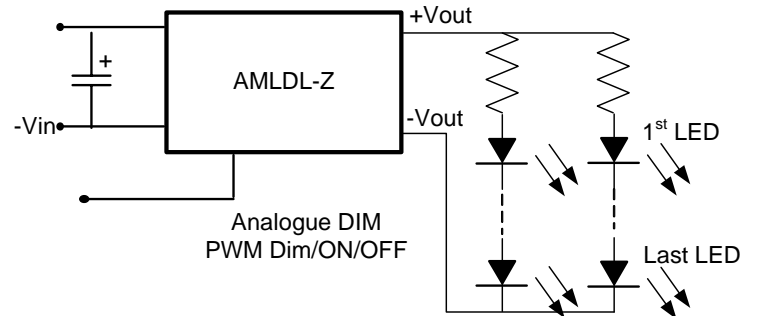 +Vout
+
AMLDL-Z
-Vin
-Vout
1st LED
Analogue DIM
PWM Dim/ON/OFF
Last LED